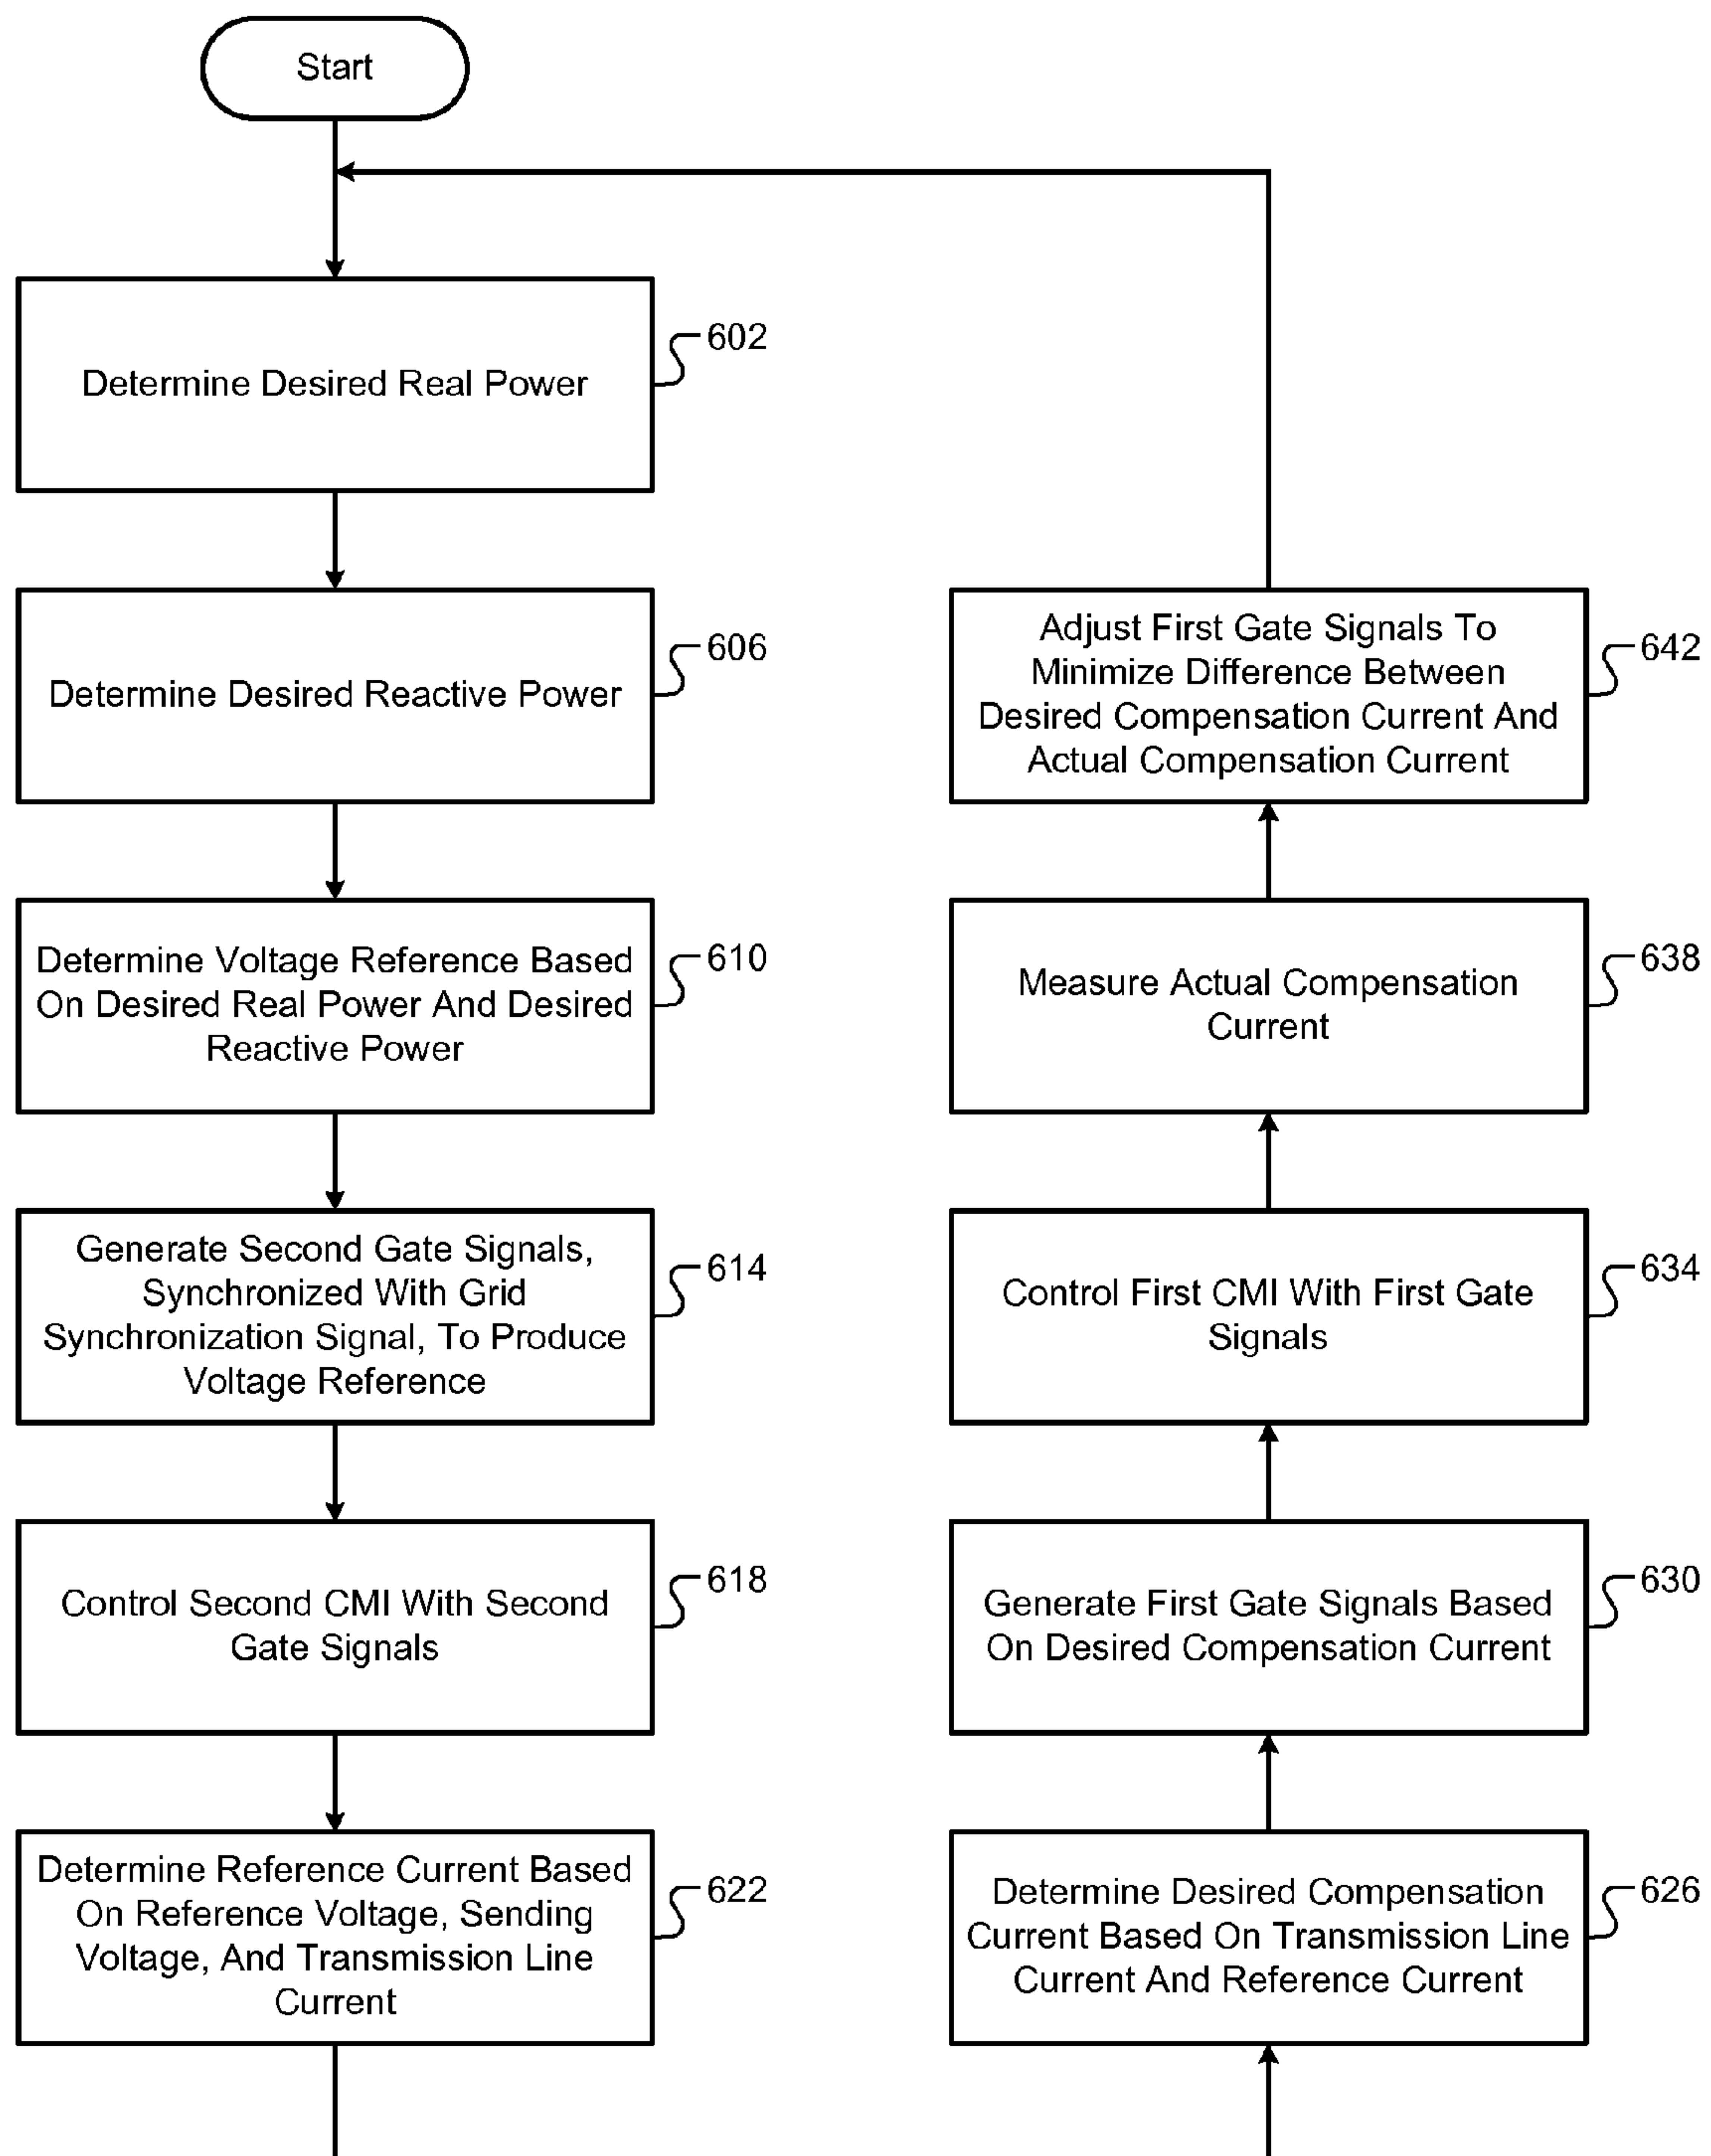 Start
602
Determine Desired Real Power
606
Determine Desired Reactive Power
610
Determine Voltage Reference Based
On Desired Real Power And Desired
Reactive Power
614
Generate Second Gate Signals,
Synchronized With Grid
Synchronization Signal, To Produce
Voltage Reference
618
Control Second CMI With Second
Gate Signals
622
Determine Reference Current Based
On Reference Voltage, Sending
Voltage, And Transmission Line
Current
626
Determine Desired Compensation
Current Based On Transmission Line
Current And Reference Current
630
Generate First Gate Signals Based
On Desired Compensation Current
634
Control First CMI With First Gate
Signals
638
Measure Actual Compensation
Current
642
Adjust First Gate Signals To
Minimize Difference Between
Desired Compensation Current And
Actual Compensation Current